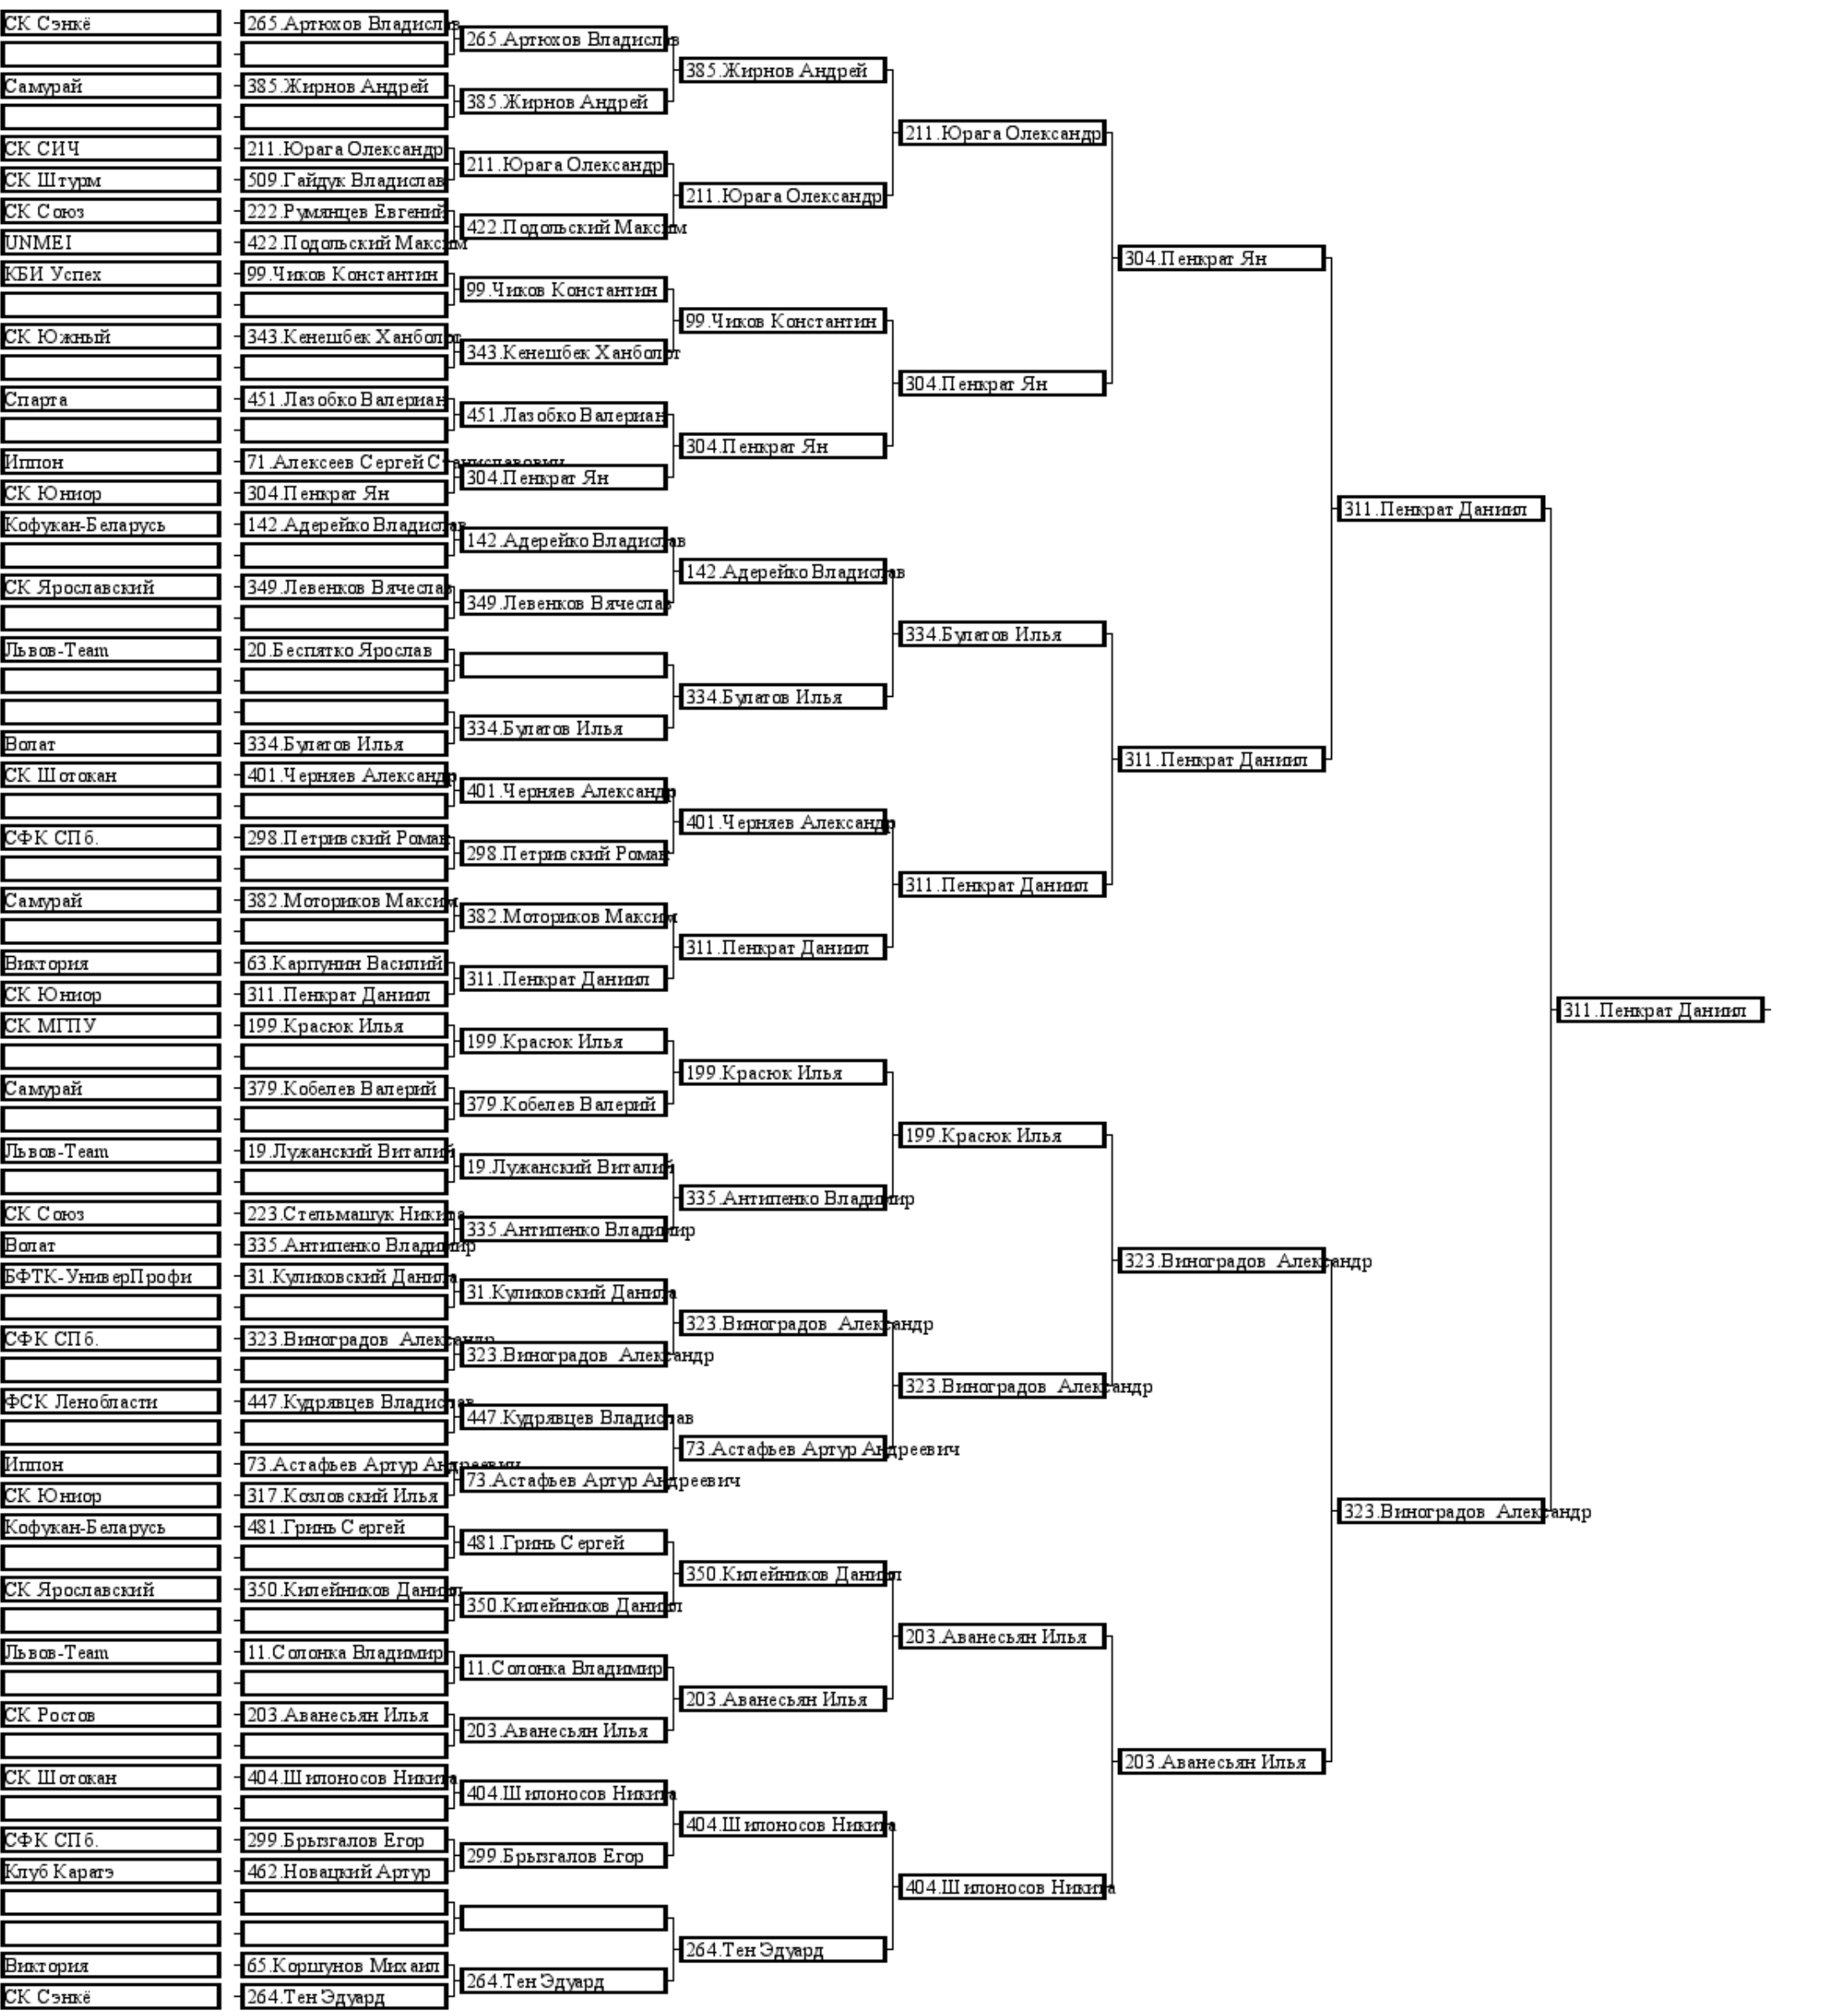 СК Сэнкё
265.Артюхов Владислав
265.Артюхов Владислав
385.Жирнов Андрей
Самурай
385.Жирнов Андрей
385.Жирнов Андрей
211.Юрага Олександр
СК СИЧ
211.Юрага Олександр
211.Юрага Олександр
СК Штурм
509.Гайдук Владислав
211.Юрага Олександр
СК Союз
222.Румянцев Евгений
422.Подольский Максим
UNMEI
422.Подольский Максим
304.Пенкрат Ян
КБИ Успех
99.Чиков Константин
99.Чиков Константин
99.Чиков Константин
СК Южный
343.Кенешбек Ханболот
343.Кенешбек Ханболот
304.Пенкрат Ян
Спарта
451.Лазобко Валериан
451.Лазобко Валериан
304.Пенкрат Ян
Иппон
71.Алексеев Сергей Станиславович
304.Пенкрат Ян
СК Юниор
304.Пенкрат Ян
311.Пенкрат Даниил
Кофукан-Беларусь
142.Адерейко Владислав
142.Адерейко Владислав
142.Адерейко Владислав
СК Ярославский
349.Левенков Вячеслав
349.Левенков Вячеслав
334.Булатов Илья
Львов-Team
20.Беспятко Ярослав
334.Булатов Илья
334.Булатов Илья
Волат
334.Булатов Илья
311.Пенкрат Даниил
СК Шотокан
401.Черняев Александр
401.Черняев Александр
401.Черняев Александр
СФК СПб.
298.Петривский Роман
298.Петривский Роман
311.Пенкрат Даниил
Самурай
382.Моториков Максим
382.Моториков Максим
311.Пенкрат Даниил
Виктория
63.Карпунин Василий
311.Пенкрат Даниил
СК Юниор
311.Пенкрат Даниил
311.Пенкрат Даниил
СК МГПУ
199.Красюк Илья
199.Красюк Илья
199.Красюк Илья
Самурай
379.Кобелев Валерий
379.Кобелев Валерий
199.Красюк Илья
Львов-Team
19.Лужанский Виталий
19.Лужанский Виталий
335.Антипенко Владимир
СК Союз
223.Стельмашук Никита
335.Антипенко Владимир
Волат
335.Антипенко Владимир
323.Виноградов Александр
БФТК-УниверПрофи
31.Куликовский Данила
31.Куликовский Данила
323.Виноградов Александр
СФК СПб.
323.Виноградов Александр
323.Виноградов Александр
323.Виноградов Александр
ФСК Ленобласти
447.Кудрявцев Владислав
447.Кудрявцев Владислав
73.Астафьев Артур Андреевич
Иппон
73.Астафьев Артур Андреевич
73.Астафьев Артур Андреевич
СК Юниор
317.Козловский Илья
323.Виноградов Александр
Кофукан-Беларусь
481.Гринь Сергей
481.Гринь Сергей
350.Килейников Даниил
СК Ярославский
350.Килейников Даниил
350.Килейников Даниил
203.Аванесьян Илья
Львов-Team
11.Солонка Владимир
11.Солонка Владимир
203.Аванесьян Илья
СК Ростов
203.Аванесьян Илья
203.Аванесьян Илья
203.Аванесьян Илья
СК Шотокан
404.Шилоносов Никита
404.Шилоносов Никита
404.Шилоносов Никита
СФК СПб.
299.Брызгалов Егор
299.Брызгалов Егор
Клуб Каратэ
462.Новацкий Артур
404.Шилоносов Никита
264.Тен Эдуард
Виктория
65.Коршунов Михаил
264.Тен Эдуард
СК Сэнкё
264.Тен Эдуард